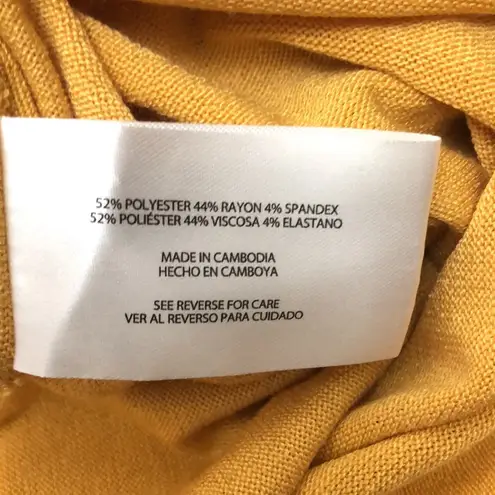 52% POLYESTER 44% RAYON 4% SPANDEX
52% POLIÉSTER 44% VISCOSA 4% ELASTANO
MADE IN CAMBODIA
HECHO EN CAMBOYA
SEE REVERSE FOR CARE
VER AL REVERSO PARA CUIDADO